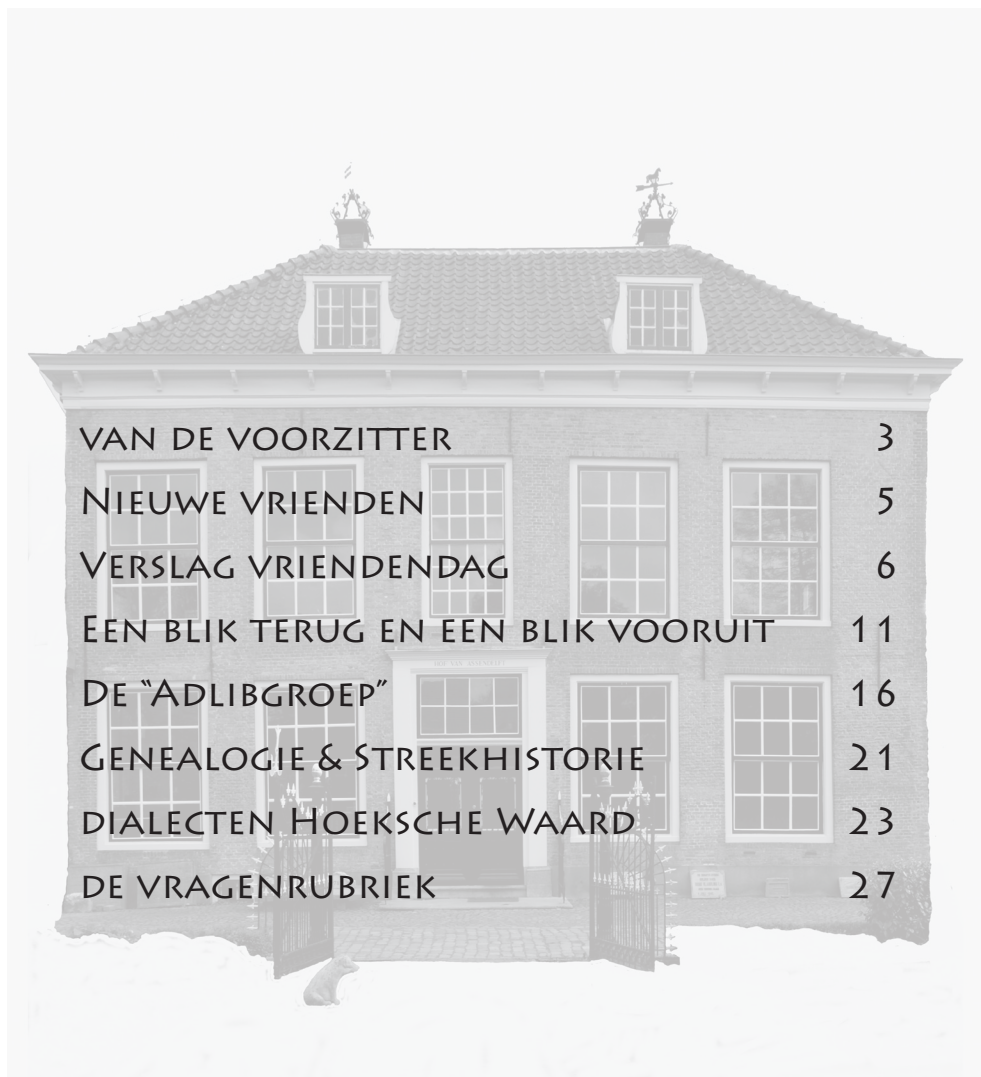 van de voorzitter 3
Nieuwe vrienden 5
Verslag vriendendag 6
Een blik terug en een blik vooruit 11
De “Adlibgroep” 16
Genealogie & Streekhistorie 21
dialecten Hoeksche Waard 23
de vragenrubriek 27